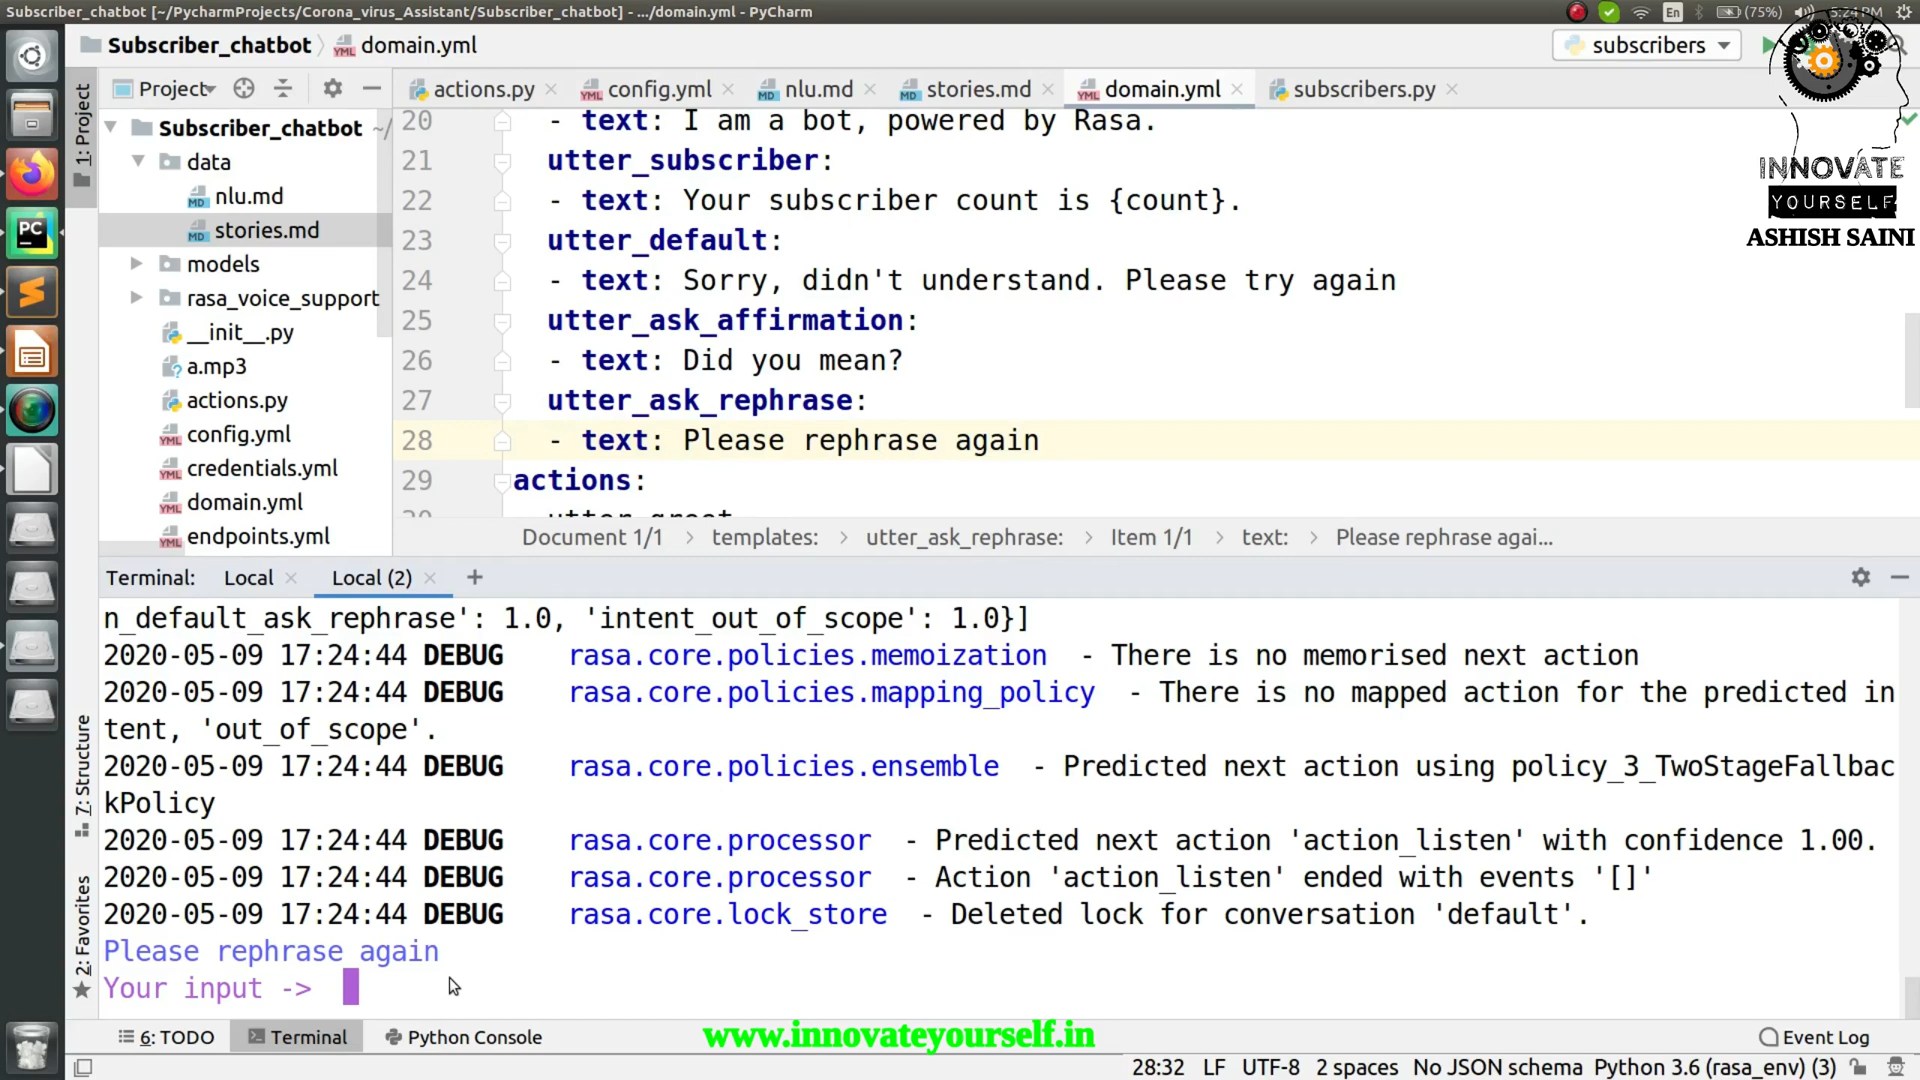 Subscriber_chatbot [~/PycharmProjects/Corona_virus_Assistant/Subscriber_chatbot] - .../domain.yml - PyCharm
En
(75%)
5:24 PM
Subscriber_chatbot
domain.yml
subscribers
1: Project
Project
actions.py
config.yml
nlu.md
stories.md
domain.yml
subscribers.py
Subscriber_chatbot ~/
data
nlu.md
stories.md
models
rasa_voice_support
__init__.py
a.mp3
actions.py
config.yml
credentials.yml
domain.yml
endpoints.yml
20 - text: I am a bot, powered by Rasa.
21 utter_subscriber:
22 - text: Your subscriber count is {count}.
23 utter_default:
24 - text: Sorry, didn't understand. Please try again
25 utter_ask_affirmation:
26 - text: Did you mean?
27 utter_ask_rephrase:
28 - text: Please rephrase again
29 actions:
INNOVATE
YOURSELF
ASHISH SAINI
Document 1/1 › templates: › utter_ask_rephrase: › Item 1/1 › text: › Please rephrase agai...
Terminal: Local Local (2)
n_default_ask_rephrase': 1.0, 'intent_out_of_scope': 1.0}]
2020-05-09 17:24:44 DEBUG rasa.core.policies.memoization - There is no memorised next action
2020-05-09 17:24:44 DEBUG rasa.core.policies.mapping_policy - There is no mapped action for the predicted in
tent, 'out_of_scope'.
2020-05-09 17:24:44 DEBUG rasa.core.policies.ensemble - Predicted next action using policy_3_TwoStageFallbac
kPolicy
2020-05-09 17:24:44 DEBUG rasa.core.processor - Predicted next action 'action_listen' with confidence 1.00.
2020-05-09 17:24:44 DEBUG rasa.core.processor - Action 'action_listen' ended with events '[]'
2020-05-09 17:24:44 DEBUG rasa.core.lock_store - Deleted lock for conversation 'default'.
Please rephrase again
Your input ->
7: Structure
2: Favorites
6: TODO
Terminal
Python Console
www.innovateyourself.in
Event Log
28:32 LF UTF-8 2 spaces No JSON schema Python 3.6 (rasa_env) (3)